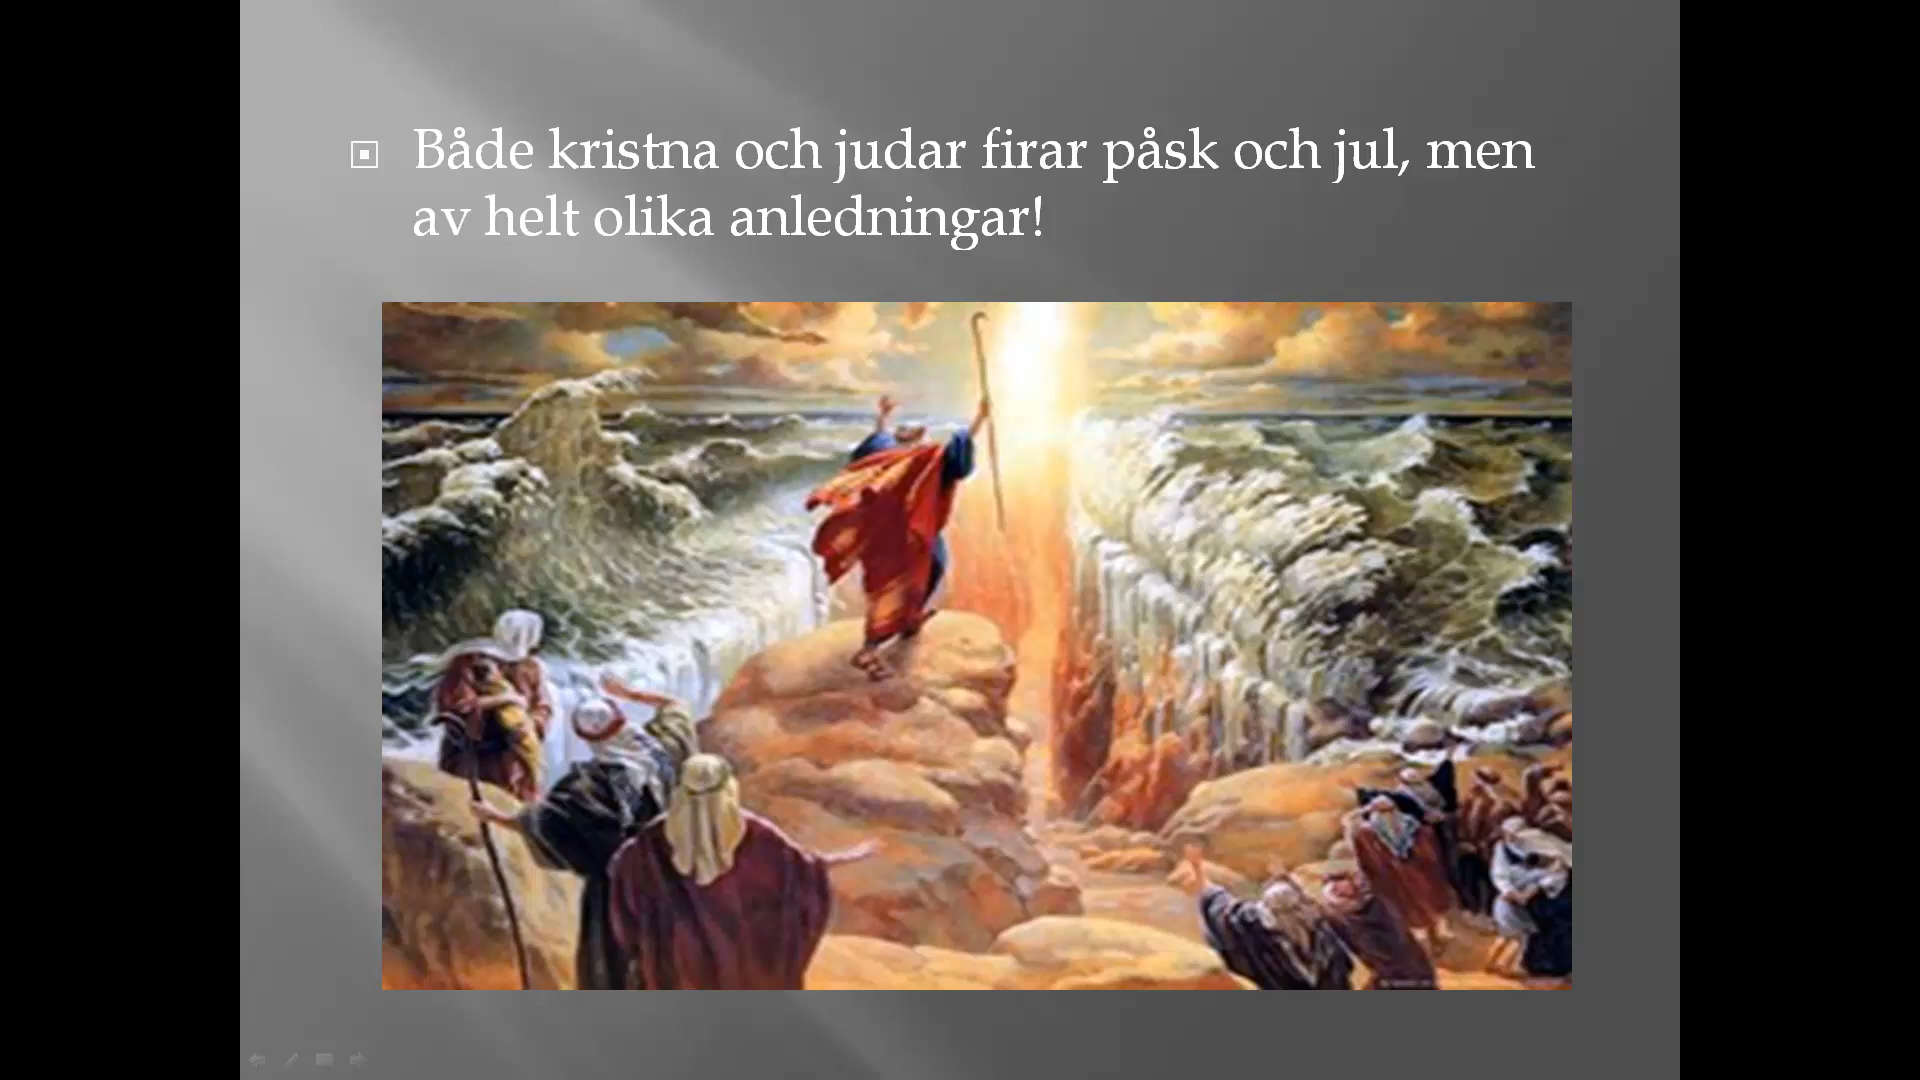 Både kristna och judar firar påsk och jul, men
av helt olika anledningar!